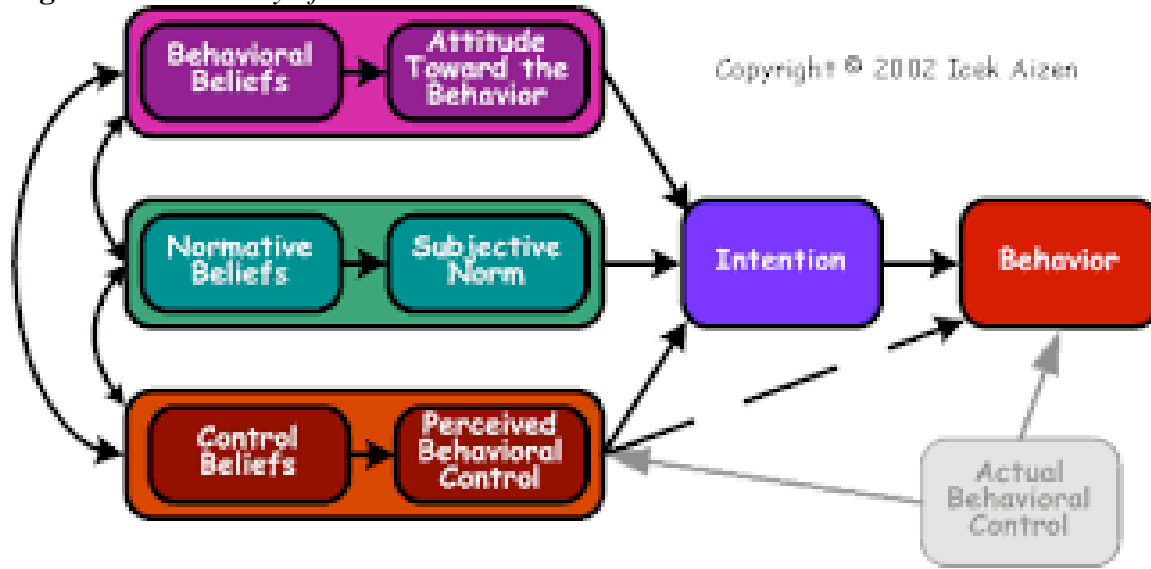 Behavioral
Beliefs
Attitude
Toward the
Behavior
Copyright © 2002 Icek Aizen
Normative
Beliefs
Subjective
Norm
Intention
Behavior
Control
Beliefs
Perceived
Behavioral
Control
Actual
Behavioral
Control